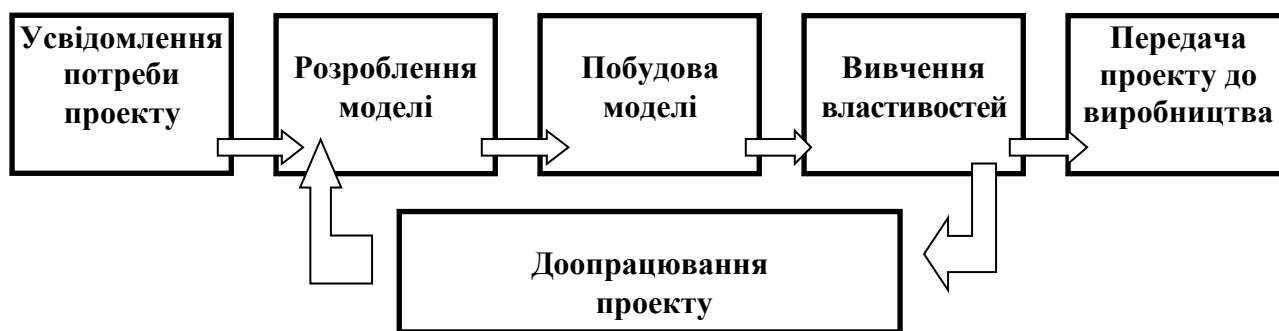 Усвідомлення
потреби
проекту
Розроблення
моделі
Побудова
моделі
Вивчення
властивостей
Передача
проекту до
виробництва
Доопрацювання
проекту